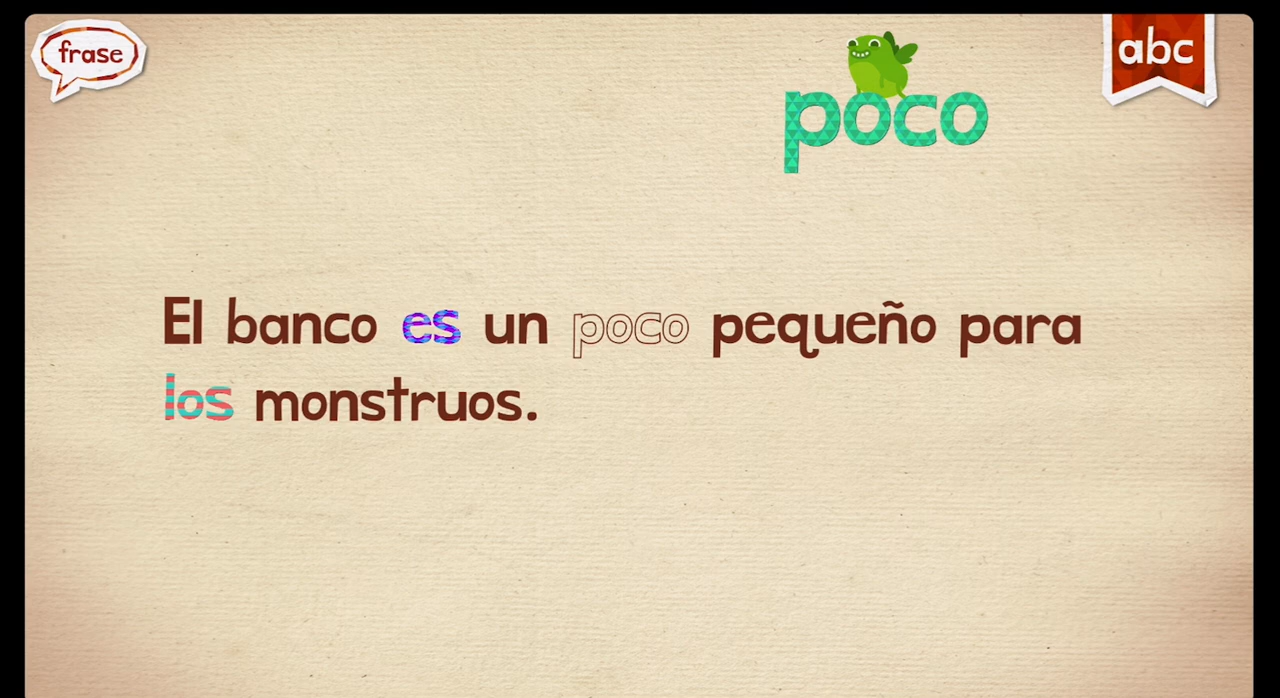 frase
abc
poco
El banco es un poco pequeño para
los monstruos.